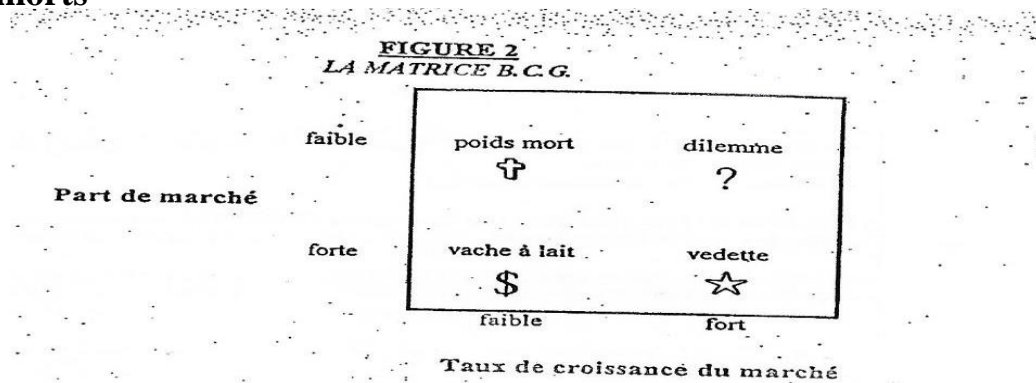 morts
FIGURE 2
LA MATRICE B.C.G.
faible poids mort dilemme
?
Part de marché
forte vache à lait vedette
$
faible fort
Taux de croissance du marché